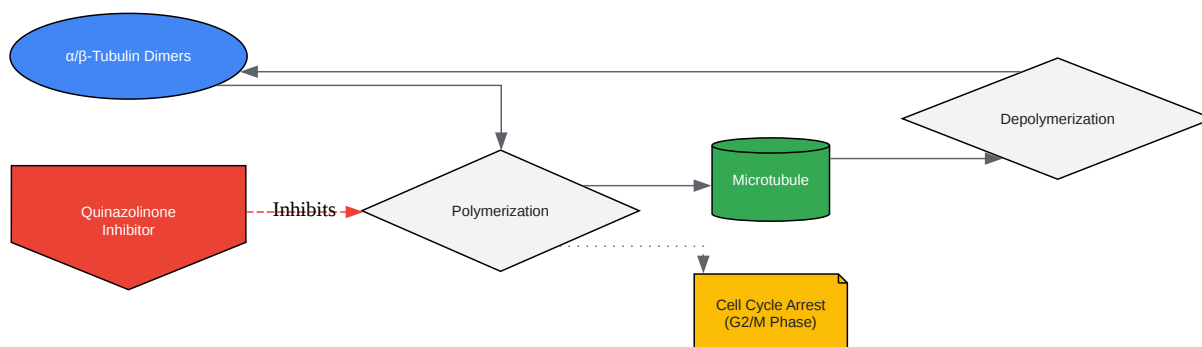 α/β-Tubulin Dimers
Depolymerization
Microtubule
Quinazolinone
Inhibitor
Inhibits
Polymerization
Cell Cycle Arrest
(G2/M Phase)